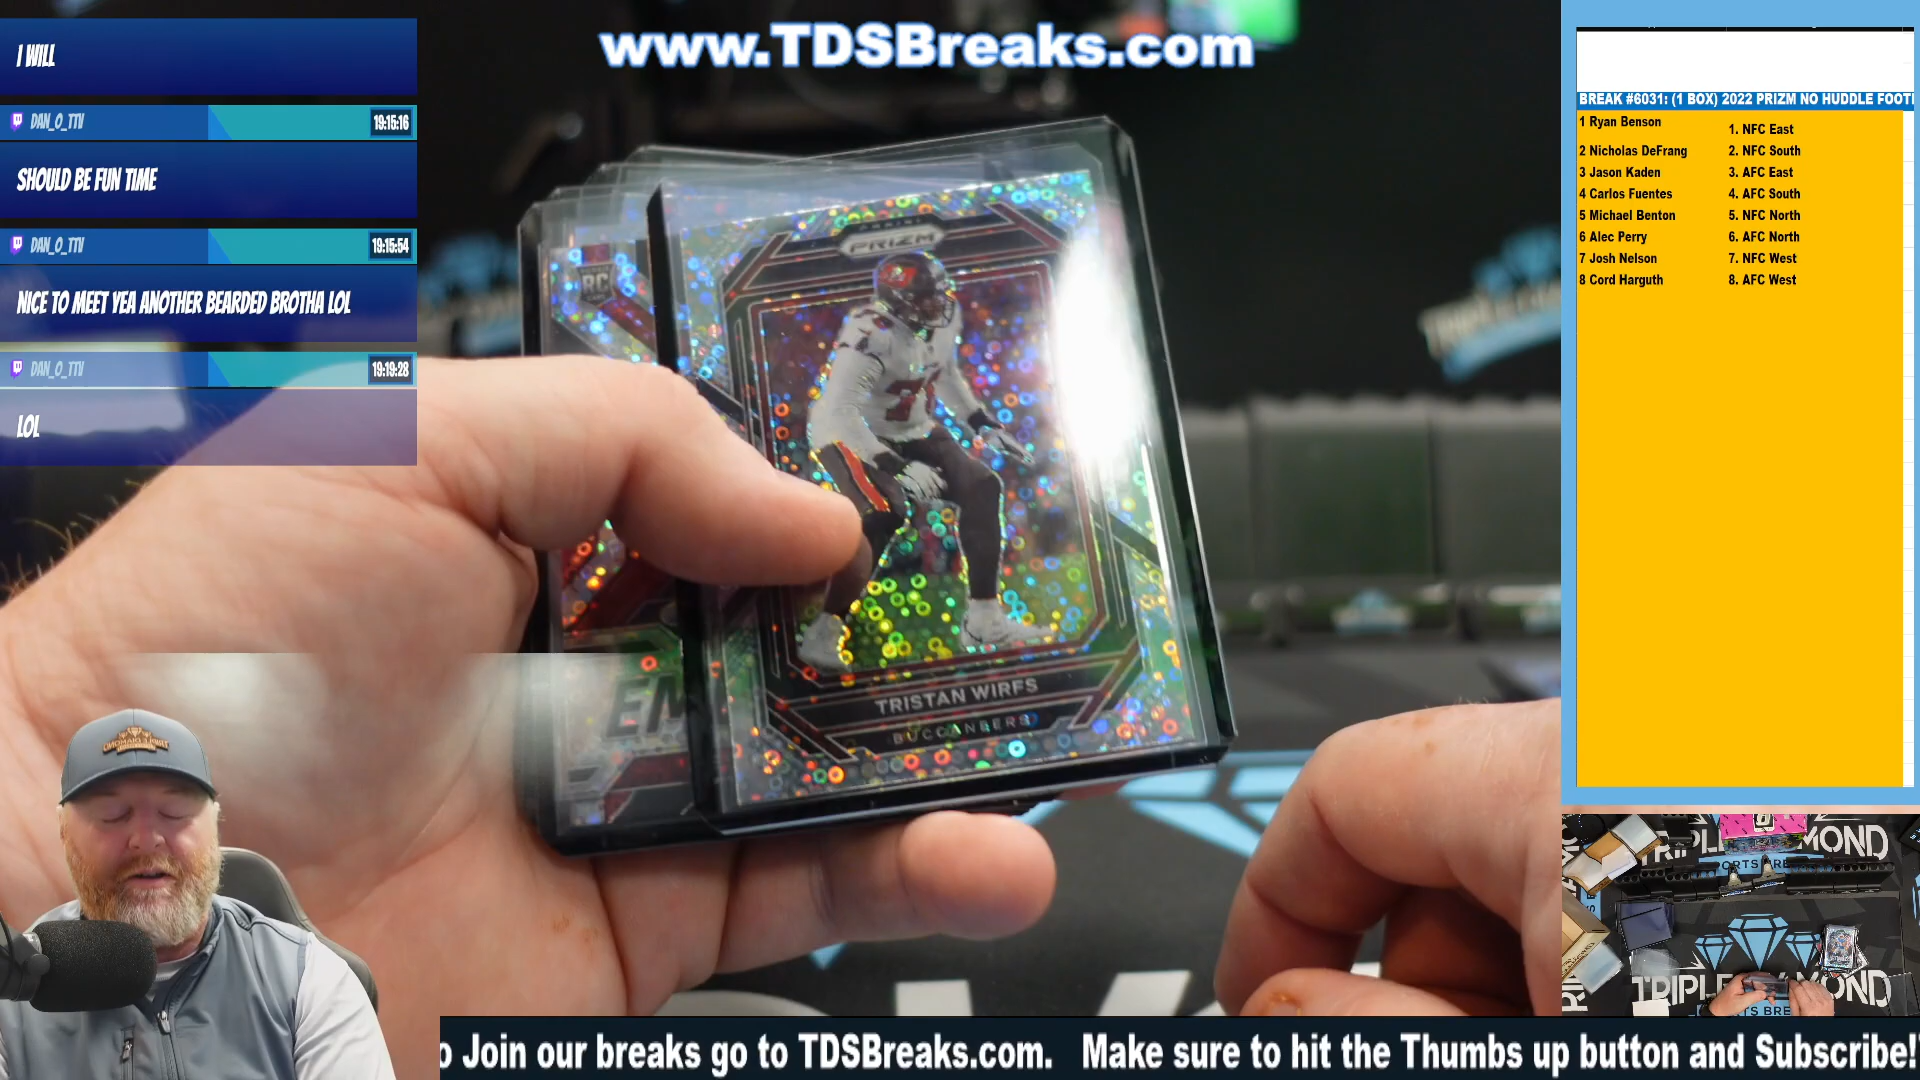 www.TDSBreaks.com
I WILL
DAN_O_TTV 19:15:16
SHOULD BE FUN TIME
DAN_O_TTV 19:15:54
NICE TO MEET YEA ANOTHER BEARDED BROTHA LOL
DAN_O_TTV 19:19:28
LOL
PANINI
PRIZM
RC
TRISTAN WIRFS
BUCCANEERS
EM
BREAK #6031: (1 BOX) 2022 PRIZM NO HUDDLE FOOT
1 Ryan Benson 1. NFC East
2 Nicholas DeFrang 2. NFC South
3 Jason Kaden 3. AFC East
4 Carlos Fuentes 4. AFC South
5 Michael Benton 5. NFC North
6 Alec Perry 6. AFC North
7 Josh Nelson 7. NFC West
8 Cord Harguth 8. AFC West
o Join our breaks go to TDSBreaks.com. Make sure to hit the Thumbs up button and Subscribe!